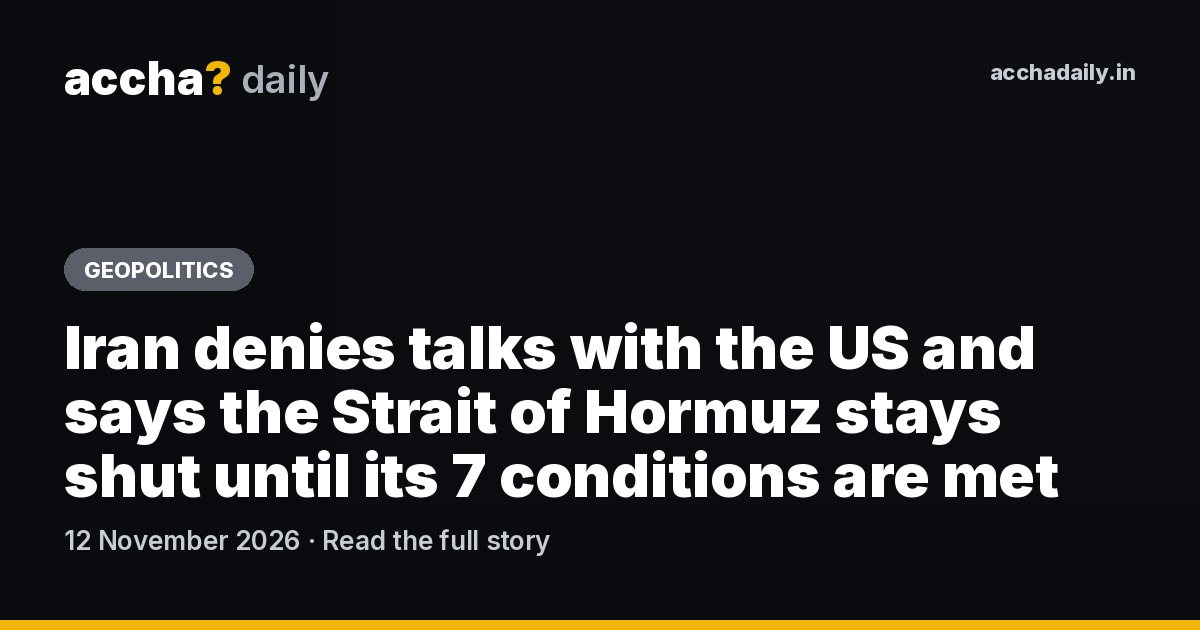 accha? daily
acchadaily.in
GEOPOLITICS
Iran denies talks with the US and
says the Strait of Hormuz stays
shut until its 7 conditions are met
12 November 2026 · Read the full story